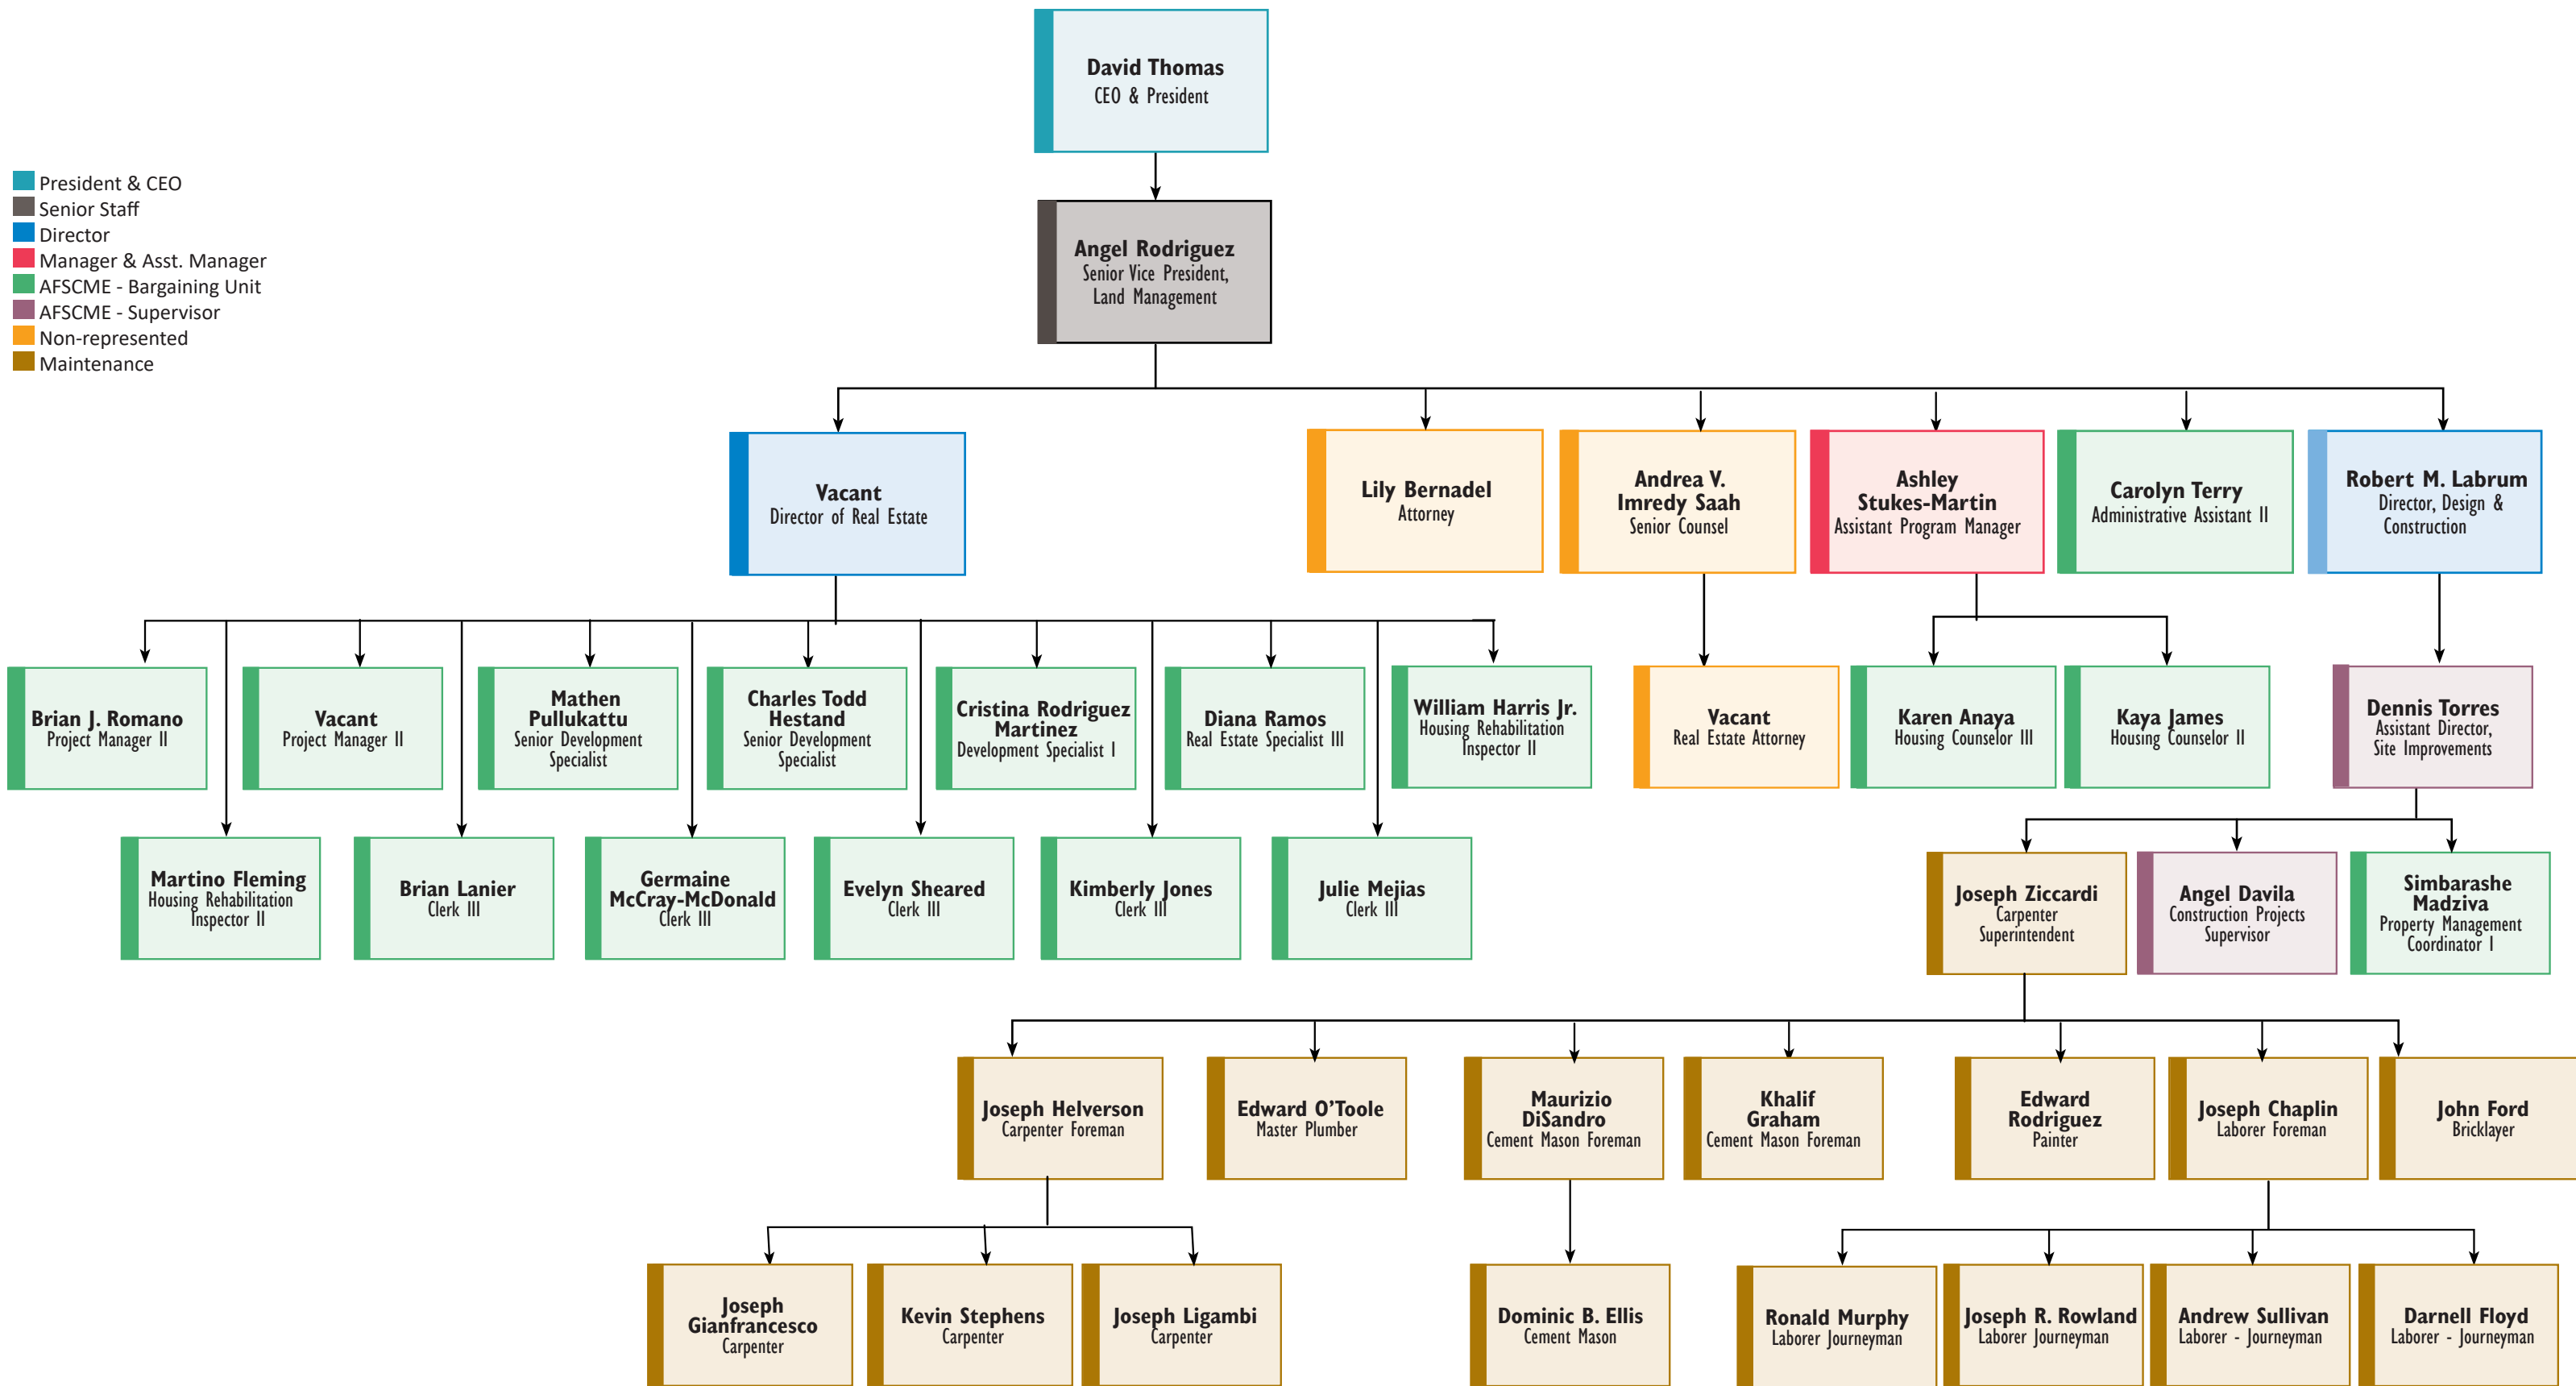 David Thomas
CEO & President
President & CEO
Senior Staff
Director
Manager & Asst. Manager
AFSCME - Bargaining Unit
AFSCME - Supervisor
Non-represented
Maintenance
Angel Rodriguez
Senior Vice President,
Land Management
Vacant
Director of Real Estate
Lily Bernadel
Attorney
Andrea V.
Imredy Saah
Senior Counsel
Ashley
Stukes-Martin
Assistant Program Manager
Carolyn Terry
Administrative Assistant II
Robert M. Labrum
Director, Design &
Construction
Brian J. Romano
Project Manager II
Vacant
Project Manager II
Mathen
Pullukattu
Senior Development
Specialist
Charles Todd
Hestand
Senior Development
Specialist
Cristina Rodriguez
Martinez
Development Specialist I
Diana Ramos
Real Estate Specialist III
William Harris Jr.
Housing Rehabilitation
Inspector II
Vacant
Real Estate Attorney
Karen Anaya
Housing Counselor III
Kaya James
Housing Counselor II
Dennis Torres
Assistant Director,
Site Improvements
Martino Fleming
Housing Rehabilitation
Inspector II
Brian Lanier
Clerk III
Germaine
McCray-McDonald
Clerk III
Evelyn Sheared
Clerk III
Kimberly Jones
Clerk III
Julie Mejias
Clerk III
Joseph Ziccardi
Carpenter
Superintendent
Angel Davila
Construction Projects
Supervisor
Simbarashe
Madziva
Property Management
Coordinator I
Joseph Helverson
Carpenter Foreman
Edward O'Toole
Master Plumber
Maurizio
DiSandro
Cement Mason Foreman
Khalif
Graham
Cement Mason Foreman
Edward
Rodriguez
Painter
Joseph Chaplin
Laborer Foreman
John Ford
Bricklayer
Joseph
Gianfrancesco
Carpenter
Kevin Stephens
Carpenter
Joseph Ligambi
Carpenter
Dominic B. Ellis
Cement Mason
Ronald Murphy
Laborer Journeyman
Joseph R. Rowland
Laborer Journeyman
Andrew Sullivan
Laborer - Journeyman
Darnell Floyd
Laborer - Journeyman